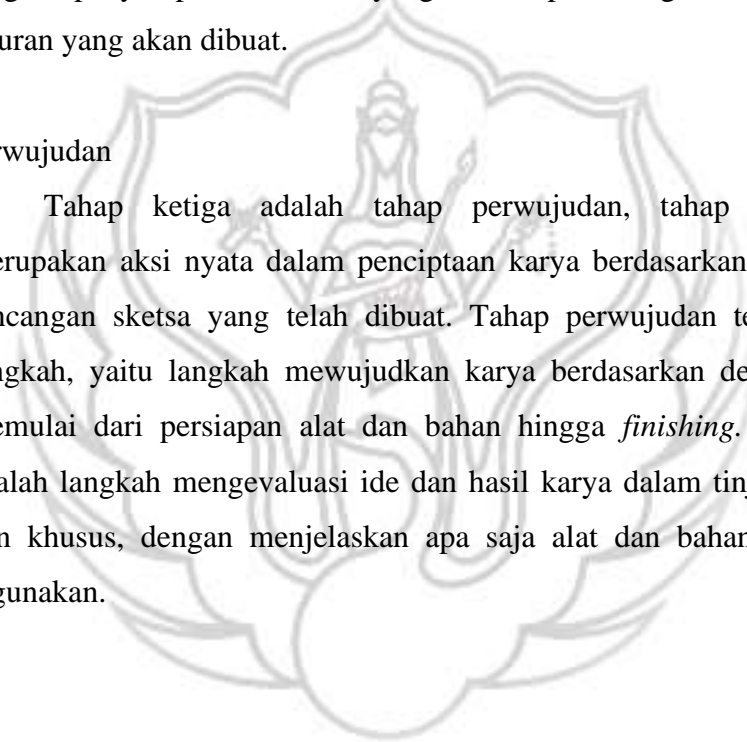 uran yang akan dibuat.
rwujudan
Tahap ketiga adalah tahap perwujudan, tahap
erupakan aksi nyata dalam penciptaan karya berdasarkan
ncangan sketsa yang telah dibuat. Tahap perwujudan te
ngkah, yaitu langkah mewujudkan karya berdasarkan de
emulai dari persiapan alat dan bahan hingga finishing.
alah langkah mengevaluasi ide dan hasil karya dalam tinj
n khusus, dengan menjelaskan apa saja alat dan bahan
gunakan.